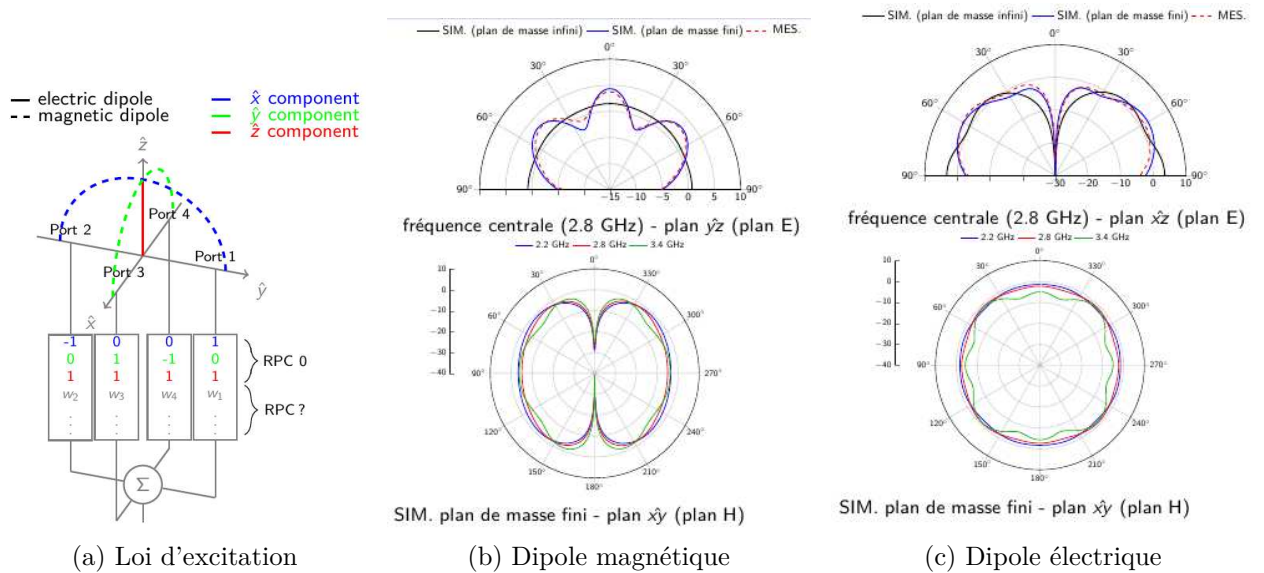 electric dipole
magnetic dipole
x̂ component
ŷ component
ẑ component
ẑ
Port 4
Port 2
Port 3
Port 1
ŷ
x̂
-1 0 0 1
0 1 -1 0
1 1 1 1
w2 w3 w4 w1
RPC 0
RPC ?
Σ
(a) Loi d'excitation
SIM. (plan de masse infini) SIM. (plan de masse fini) MES.
0°
30° 30°
60° 60°
90° 90°
-15 -10 -5 0 5 10
fréquence centrale (2.8 GHz) - plan ŷz (plan E)
2.2 GHz 2.8 GHz 3.4 GHz
10
0
−10
−20
−30
−40
0°
30° 330°
60° 300°
90° 270°
120° 240°
150° 210°
180°
SIM. plan de masse fini - plan x̂y (plan H)
(b) Dipole magnétique
SIM. (plan de masse infini) SIM. (plan de masse fini) MES.
0°
30° 30°
60° 60°
90° 90°
−30 −20 −10 0 10
fréquence centrale (2.8 GHz) - plan x̂z (plan E)
2.2 GHz 2.8 GHz 3.4 GHz
10
0
−10
−20
−30
−40
0°
30° 330°
60° 300°
90° 270°
120° 240°
150° 210°
180°
SIM. plan de masse fini - plan x̂y (plan H)
(c) Dipole électrique